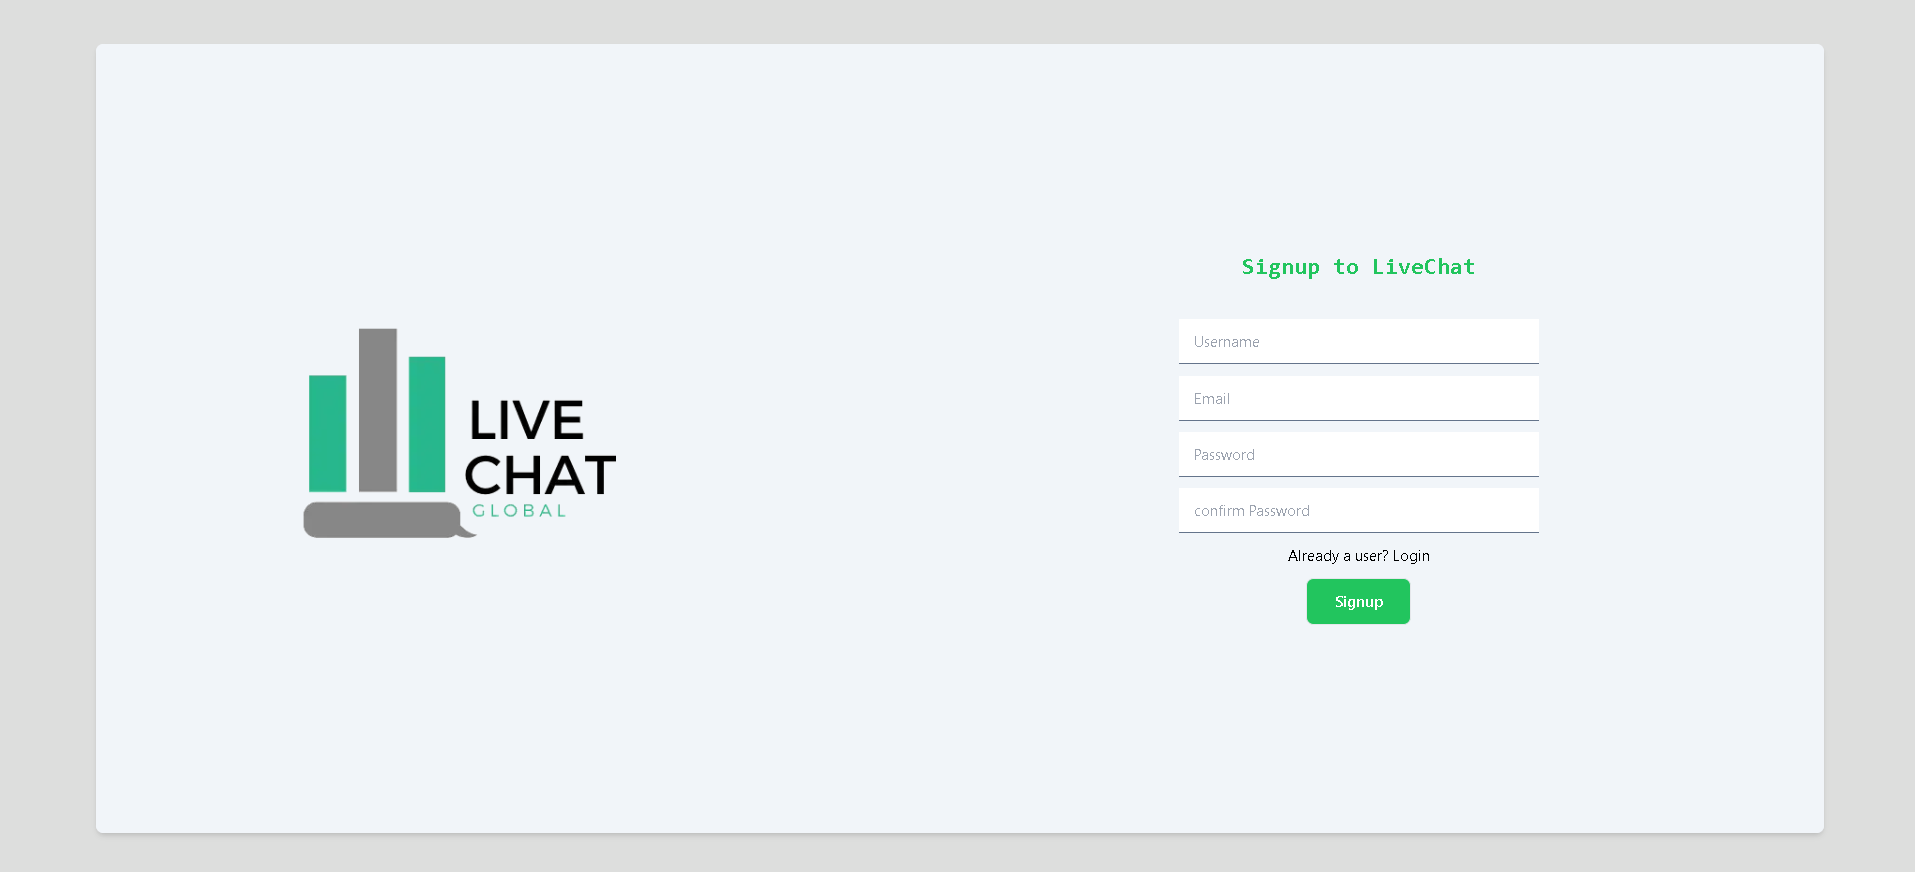 LIVE
CHAT
GLOBAL
Signup to LiveChat
Username
Email
Password
confirm Password
Already a user? Login
Signup